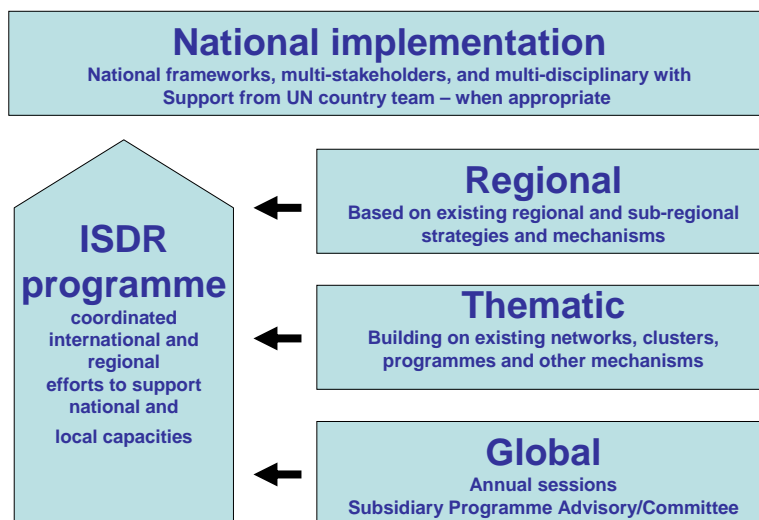 National implementation
National frameworks, multi-stakeholders, and multi-disciplinary with
Support from UN country team – when appropriate
ISDR
programme
coordinated
international and
regional
efforts to support
national and
local capacities
Regional
Based on existing regional and sub-regional
strategies and mechanisms
Thematic
Building on existing networks, clusters,
programmes and other mechanisms
Global
Annual sessions
Subsidiary Programme Advisory/Committee